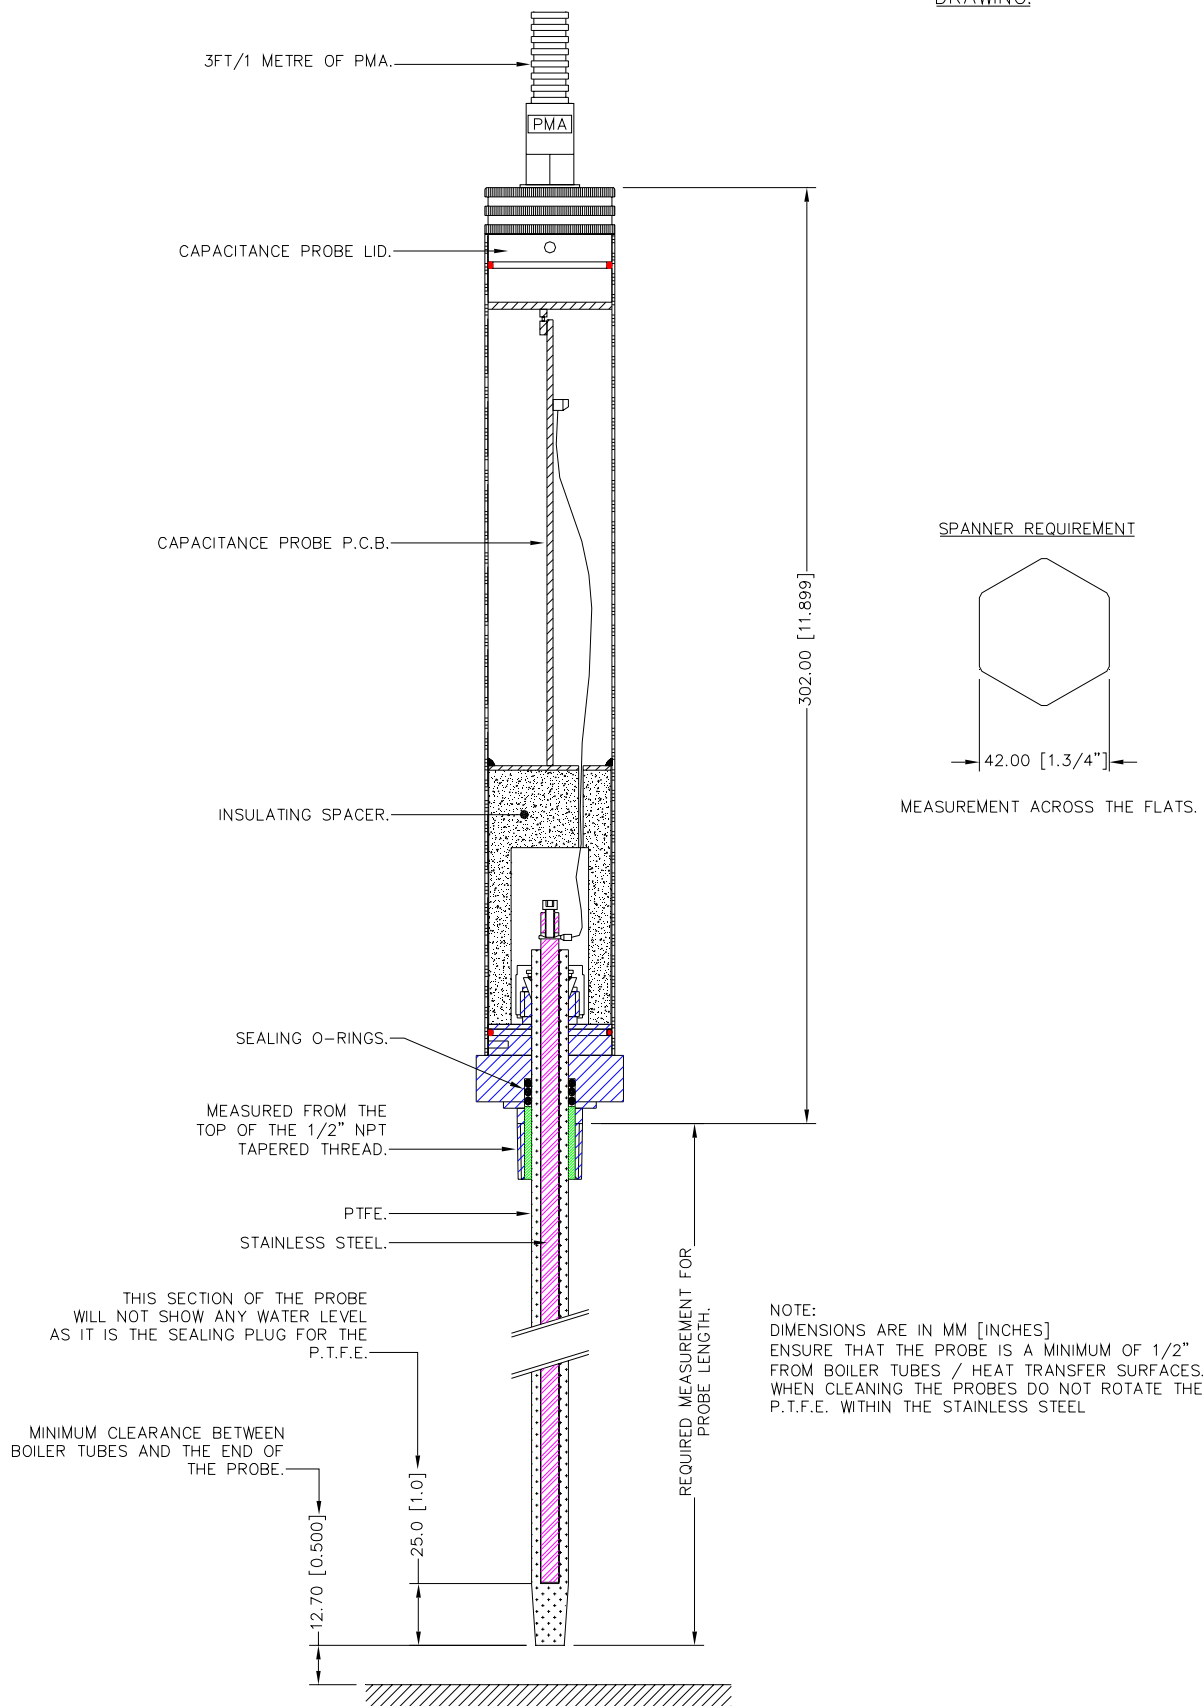 DRAWING.
3FT/1 METRE OF PMA.
PMA
CAPACITANCE PROBE LID.
CAPACITANCE PROBE P.C.B.
302.00 [11.899]
SPANNER REQUIREMENT
42.00 [1.3/4"]
MEASUREMENT ACROSS THE FLATS.
INSULATING SPACER.
SEALING O-RINGS.
MEASURED FROM THE
TOP OF THE 1/2" NPT
TAPERED THREAD.
PTFE.
STAINLESS STEEL.
THIS SECTION OF THE PROBE
WILL NOT SHOW ANY WATER LEVEL
AS IT IS THE SEALING PLUG FOR THE
P.T.F.E.
REQUIRED MEASUREMENT FOR
PROBE LENGTH.
NOTE:
DIMENSIONS ARE IN MM [INCHES]
ENSURE THAT THE PROBE IS A MINIMUM OF 1/2"
FROM BOILER TUBES / HEAT TRANSFER SURFACES.
WHEN CLEANING THE PROBES DO NOT ROTATE THE
P.T.F.E. WITHIN THE STAINLESS STEEL
MINIMUM CLEARANCE BETWEEN
BOILER TUBES AND THE END OF
THE PROBE.
25.0 [1.0]
12.70 [0.500]